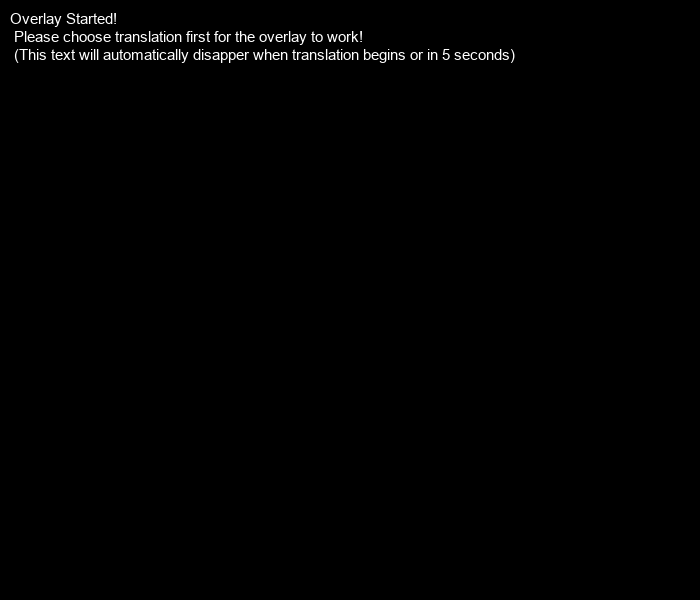 Overlay Started!
Please choose translation first for the overlay to work!
(This text will automatically disapper when translation begins or in 5 seconds)